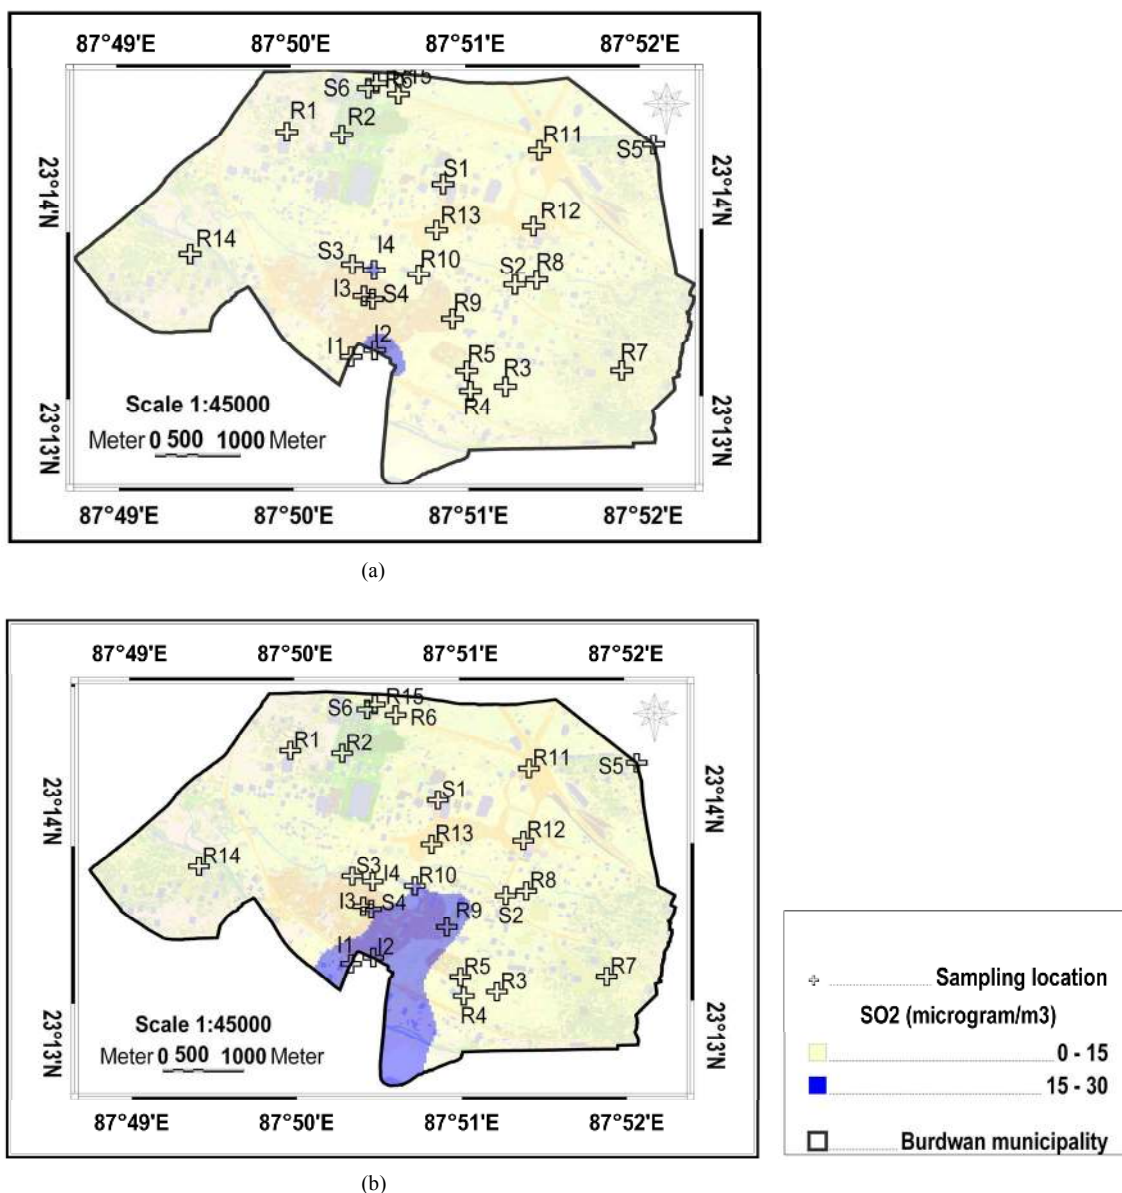 87°49'E 87°50'E 87°51'E 87°52'E
S6 R15
R6
R1 R2 R11 S5
S1
23°14'N 23°14'N
R13 R12
R14 S3 I4 R10 S2 R8
I3 S4 R9
I1 I2 R5 R3 R7
R4
Scale 1:45000
23°13'N 23°13'N
Meter 0 500 1000 Meter
87°49'E 87°50'E 87°51'E 87°52'E
(a)
87°49'E 87°50'E 87°51'E 87°52'E
S6 R15
R6
R1 R2 R11 S5
S1
23°14'N 23°14'N
R13 R12
R14 S3 I4 R10 R8
I3 S4 R9 S2
I1 I2 R5 R3 R7
R4
Scale 1:45000
23°13'N 23°13'N
Meter 0 500 1000 Meter
87°49'E 87°50'E 87°51'E 87°52'E
(b)
Sampling location
SO2 (microgram/m3)
0 - 15
15 - 30
Burdwan municipality